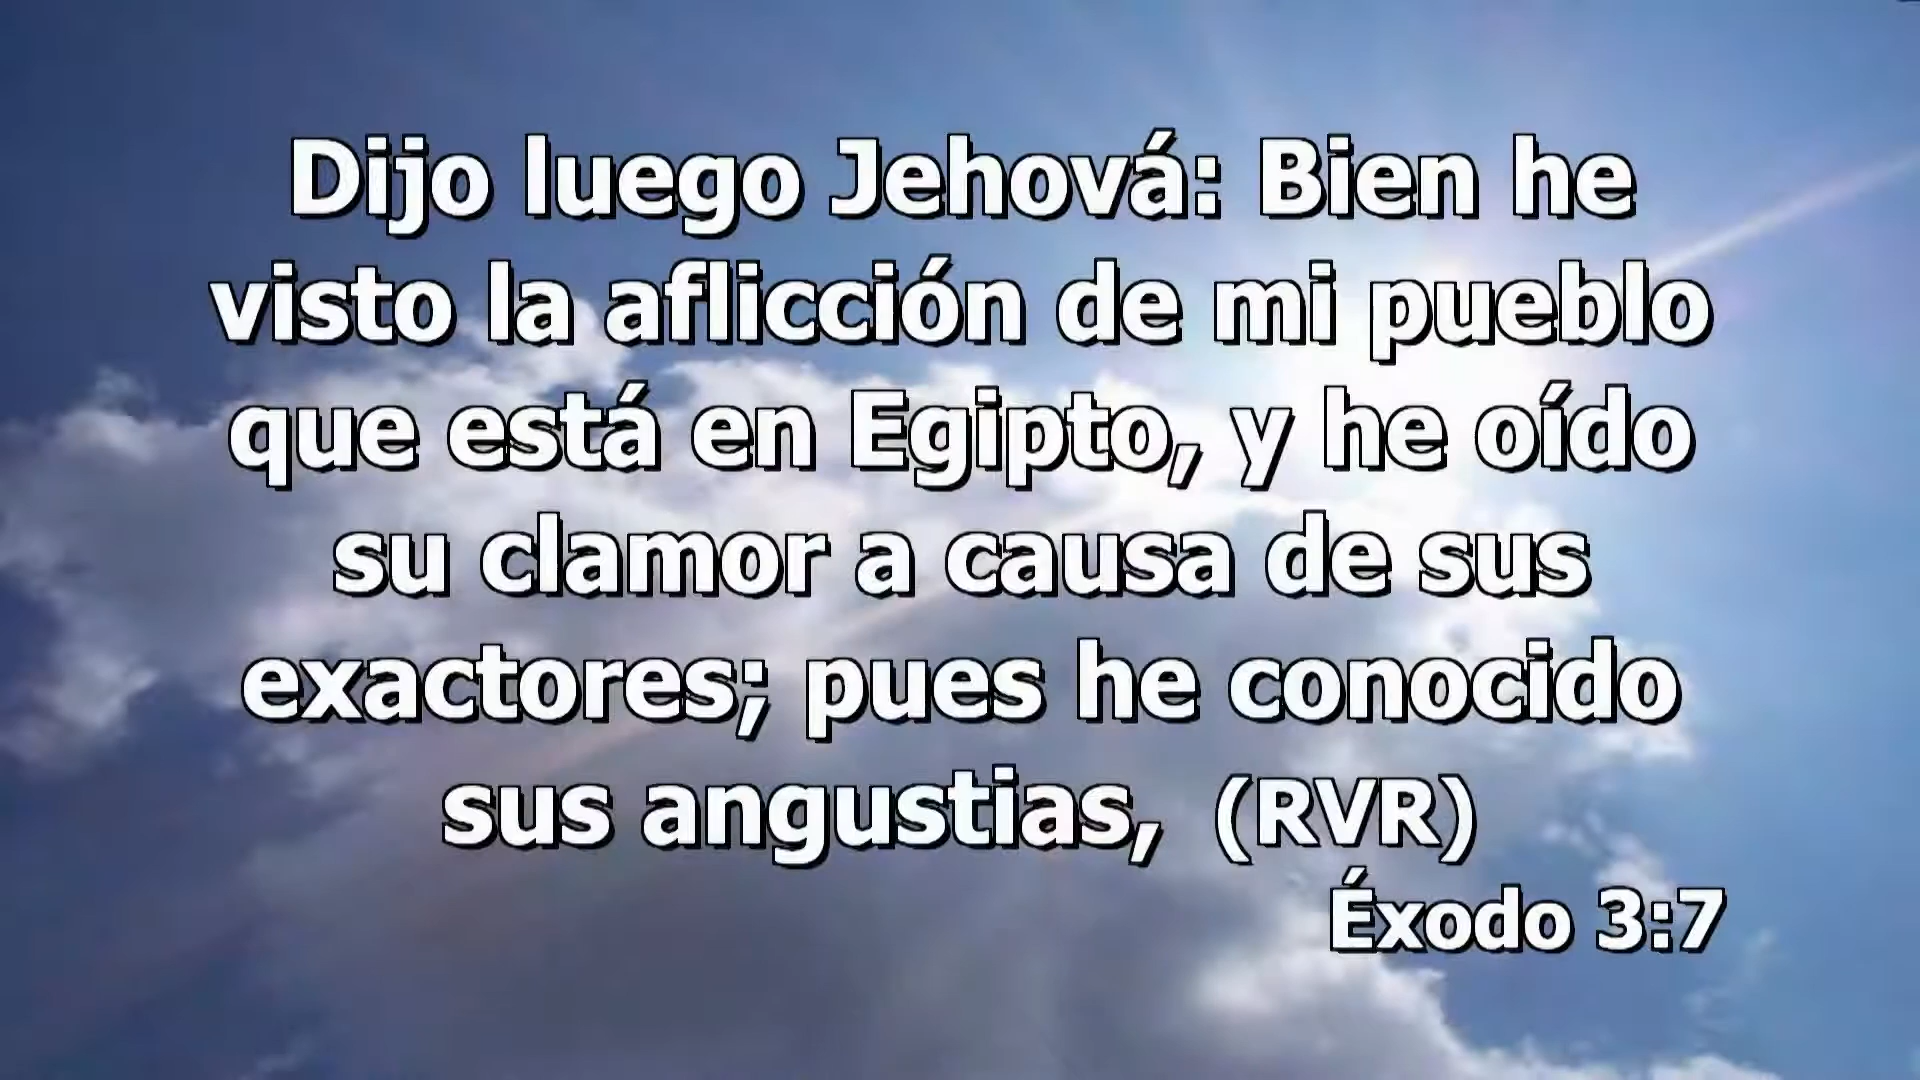 Dijo luego Jehová: Bien he
visto la aflicción de mi pueblo
que está en Egipto, y he oído
su clamor a causa de sus
exactores; pues he conocido
sus angustias, (RVR)
Éxodo 3:7